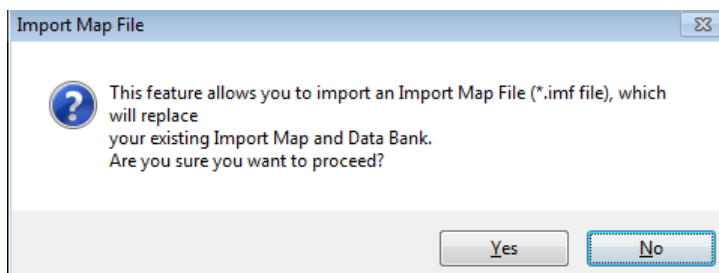 Import Map File
This feature allows you to import an Import Map File (*.imf file), which
will replace
your existing Import Map and Data Bank.
Are you sure you want to proceed?
Yes
No